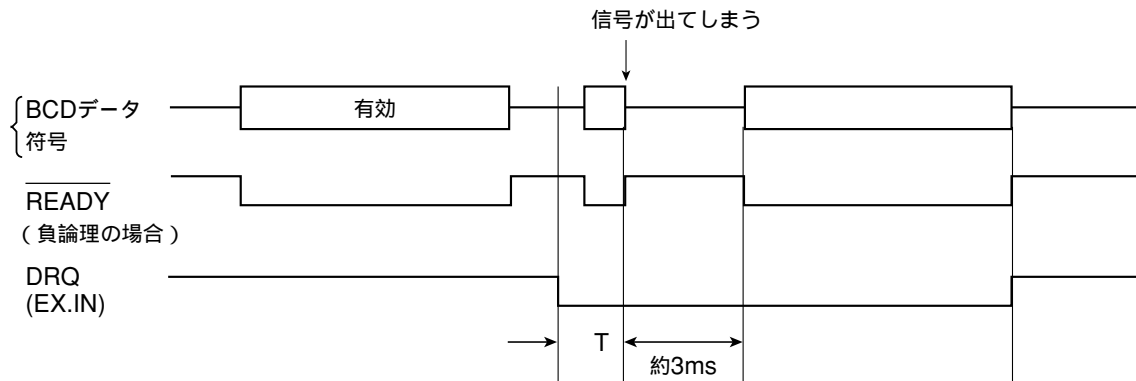 信号が出てしまう
BCDデータ
有効
符号
READY
(負論理の場合)
DRQ
(EX.IN)
T
約3ms